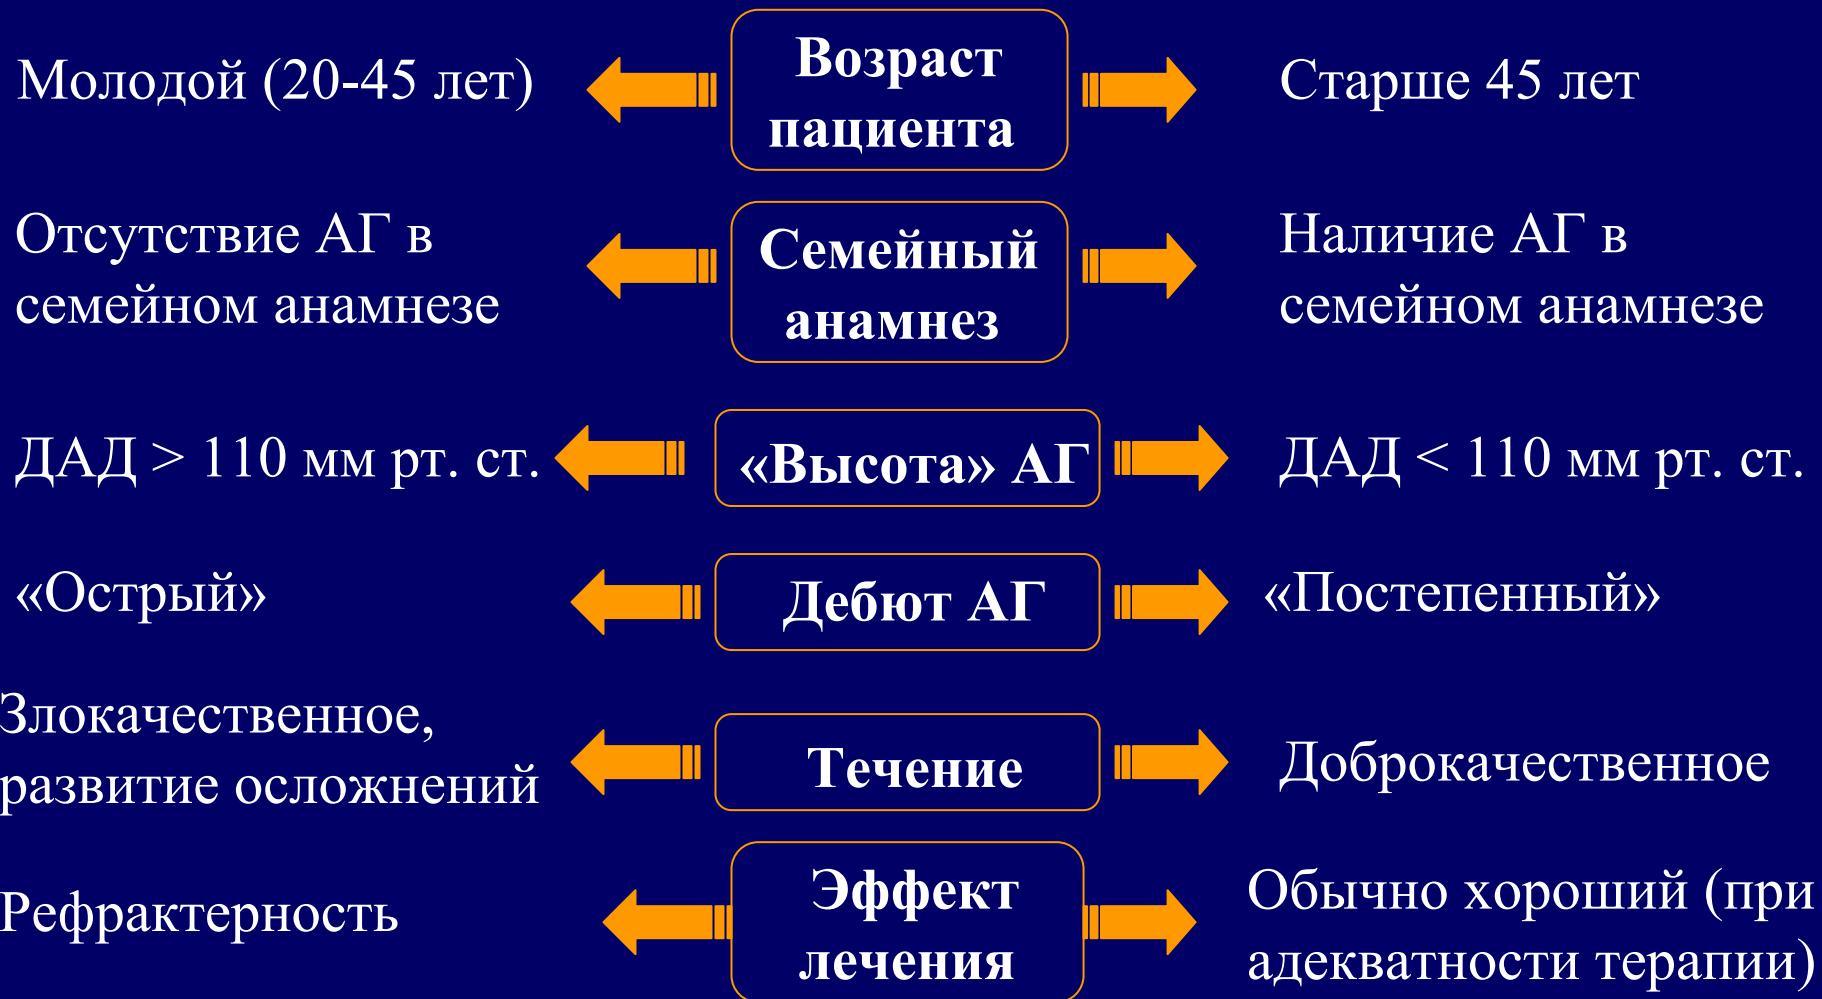 Молодой (20-45 лет)
Возраст
пациента
Старше 45 лет
Отсутствие АГ в
семейном анамнезе
Семейный
анамнез
Наличие АГ в
семейном анамнезе
ДАД > 110 мм рт. ст.
«Высота» АГ
ДАД < 110 мм рт. ст.
«Острый»
Дебют АГ
«Постепенный»
Злокачественное,
развитие осложнений
Течение
Доброкачественное
Рефрактерность
Эффект
лечения
Обычно хороший (при
адекватности терапии)